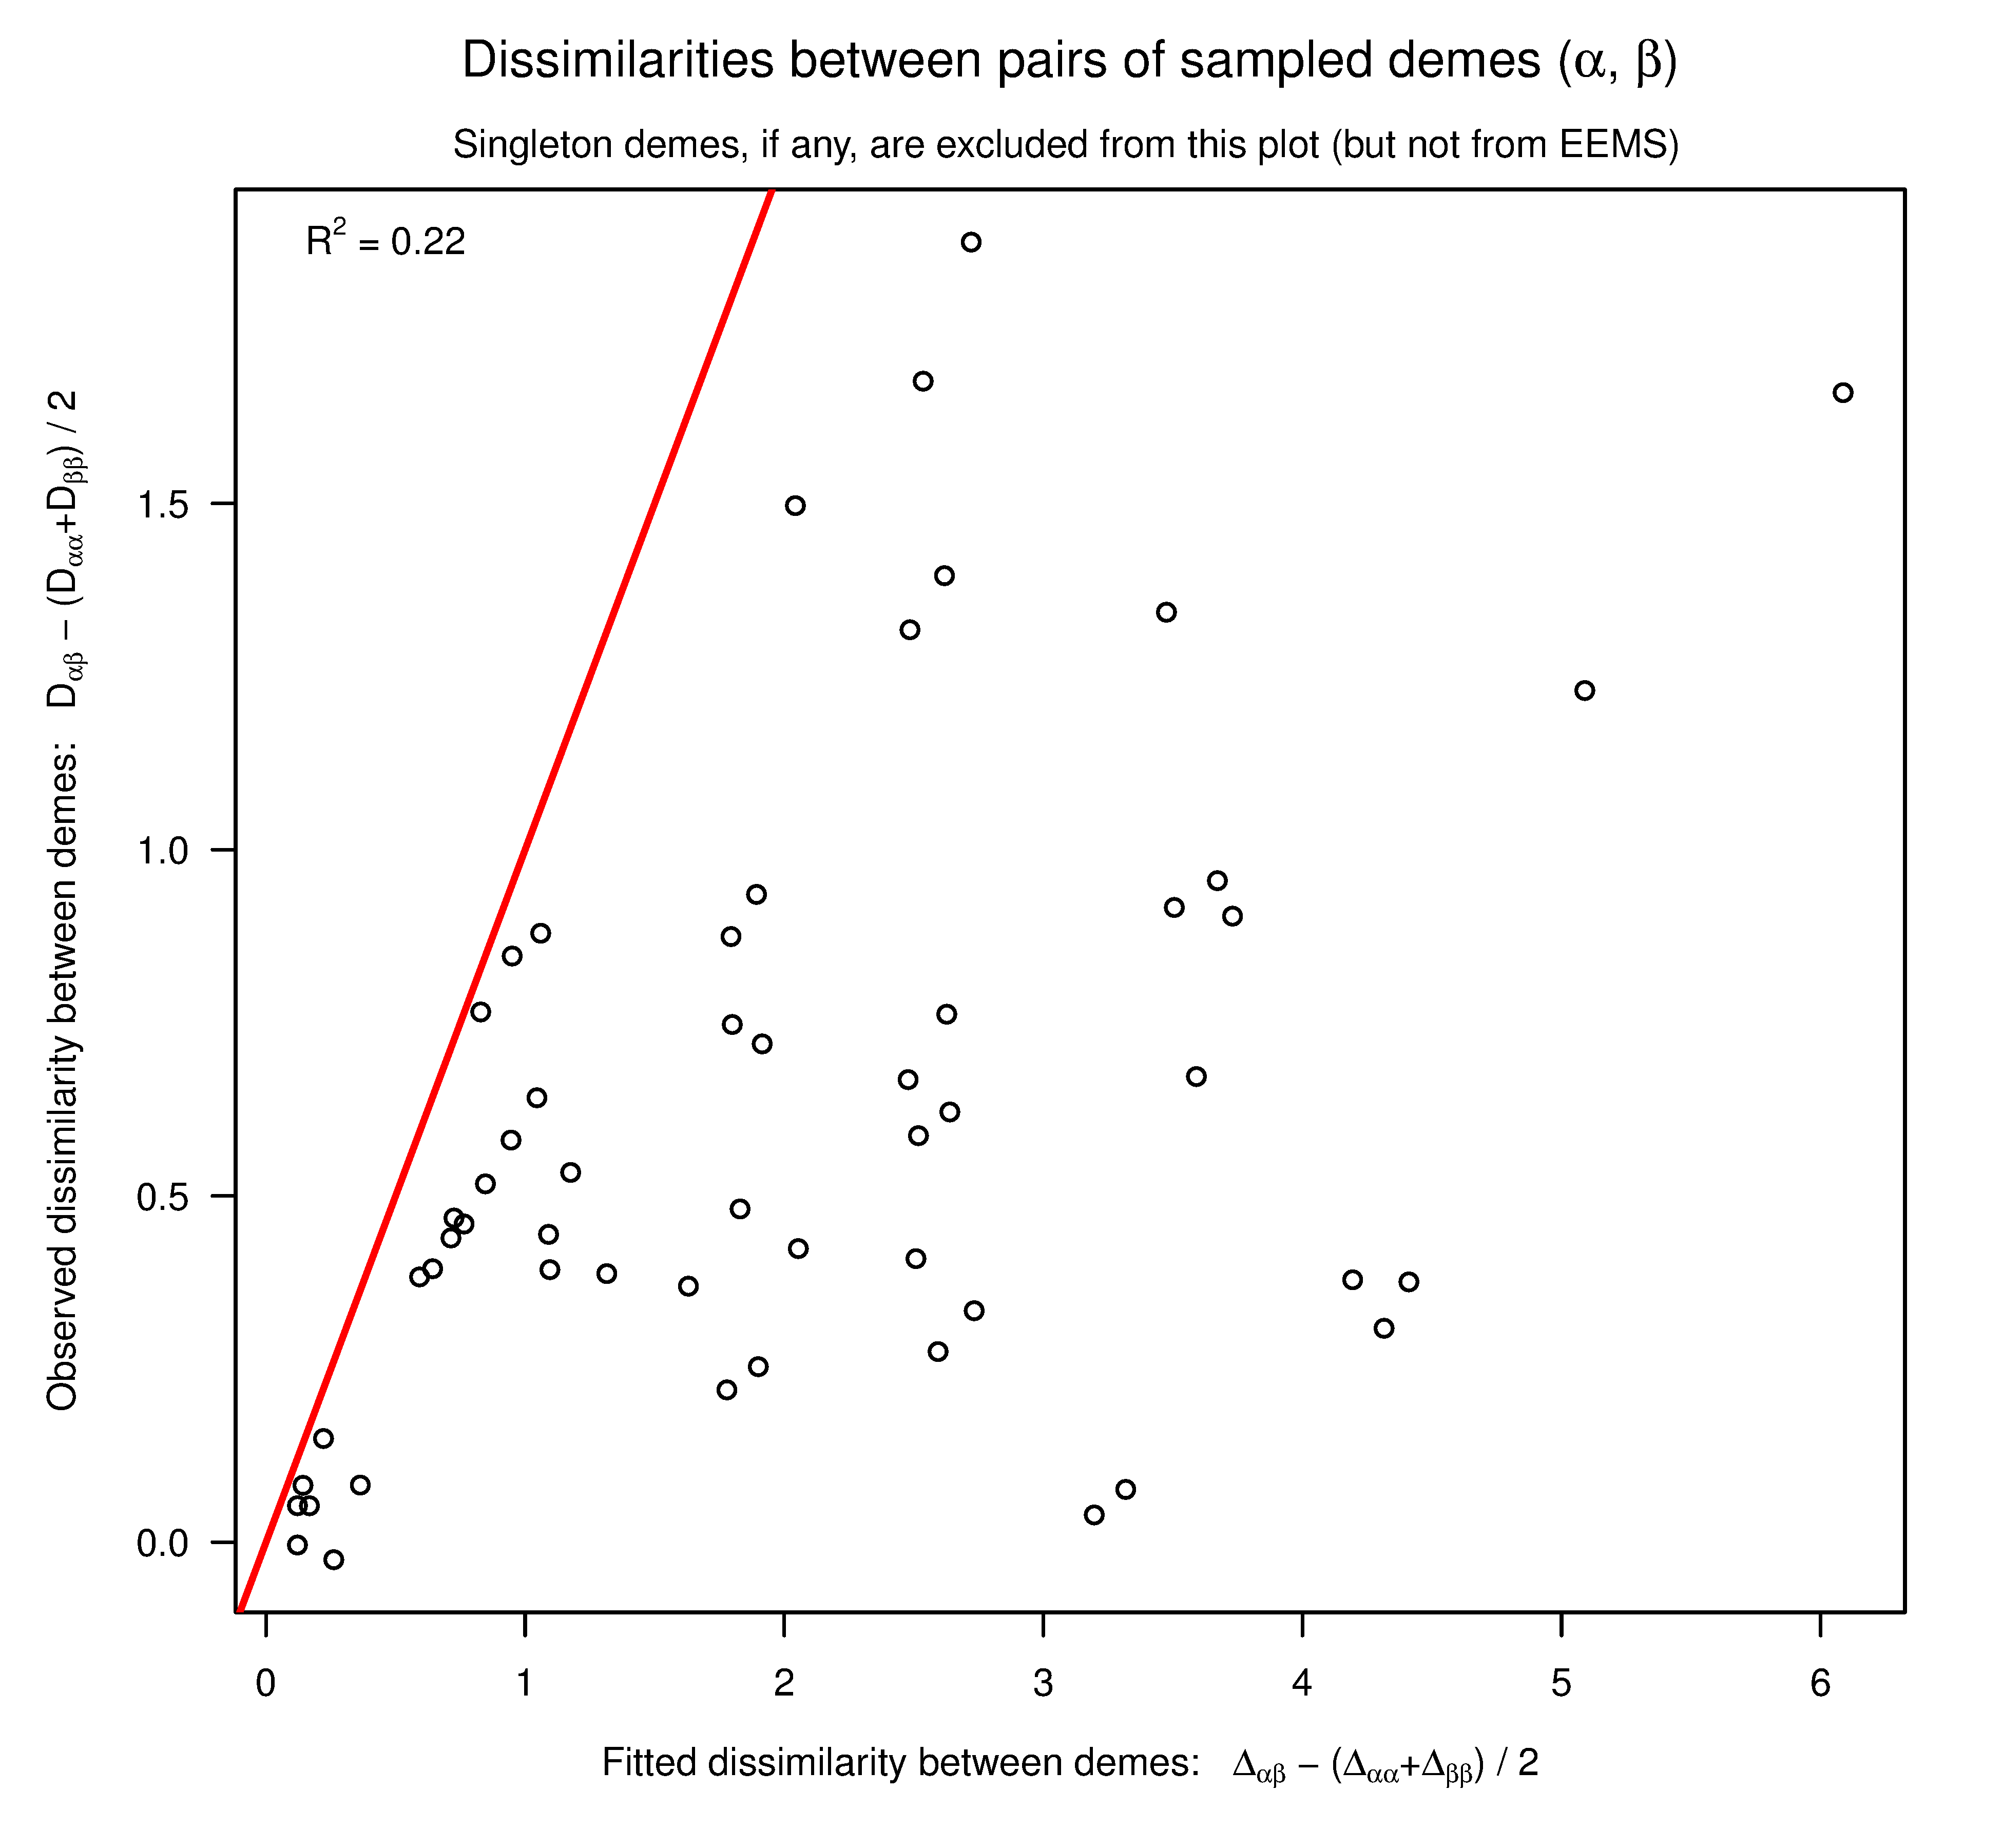 Dissimilarities between pairs of sampled demes (α, β)
Singleton demes, if any, are excluded from this plot (but not from EEMS)
R² = 0.22
Observed dissimilarity between demes: Dαβ − (Dαα+Dββ) / 2
1.5
1.0
0.5
0.0
0 1 2 3 4 5 6
Fitted dissimilarity between demes: Δαβ − (Δαα+Δββ) / 2